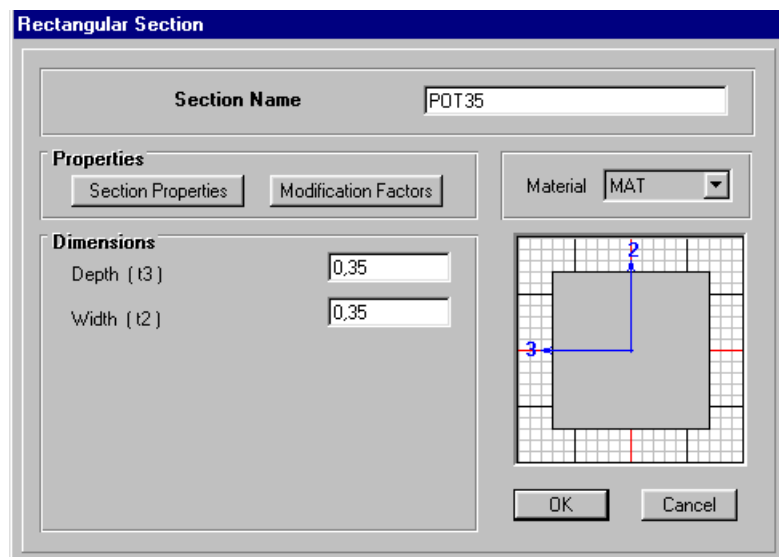 Rectangular Section
Section Name
POT35
Properties
Section Properties Modification Factors
Material MAT
Dimensions
Depth ( t3 ) 0,35
Width ( t2 ) 0,35
2
3
OK Cancel